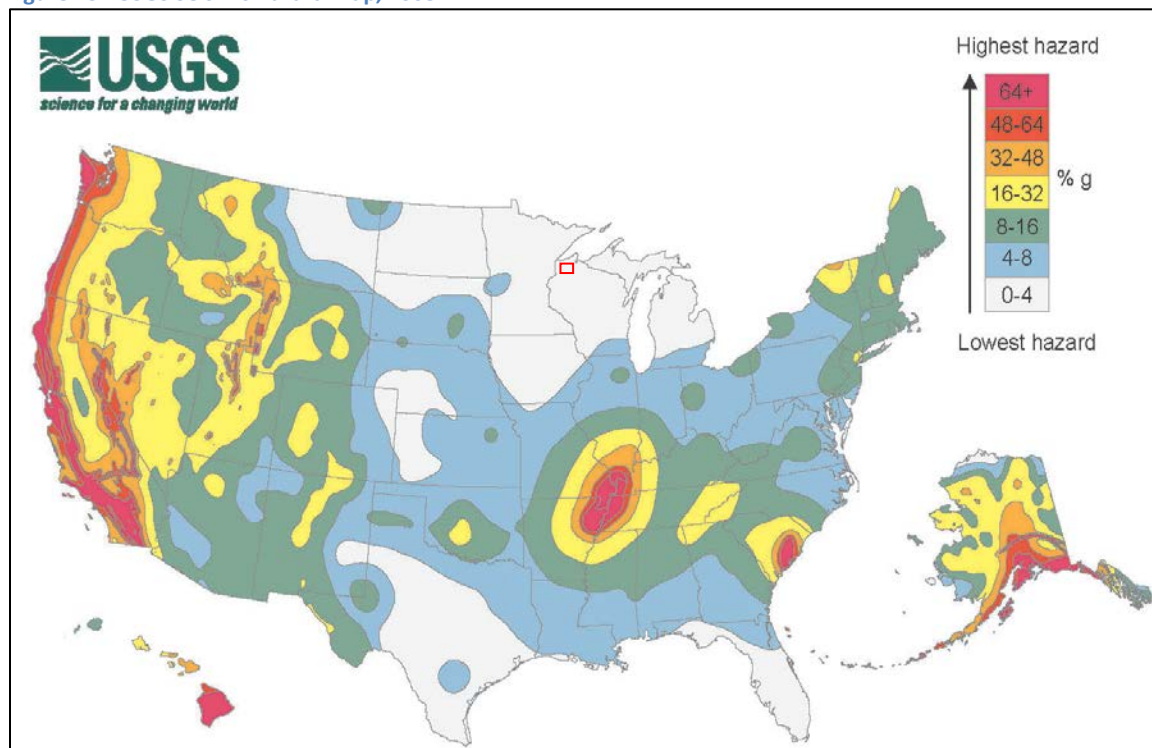 USGS
science for a changing world
Highest hazard
64+
48-64
32-48
16-32
8-16
4-8
0-4
% g
Lowest hazard